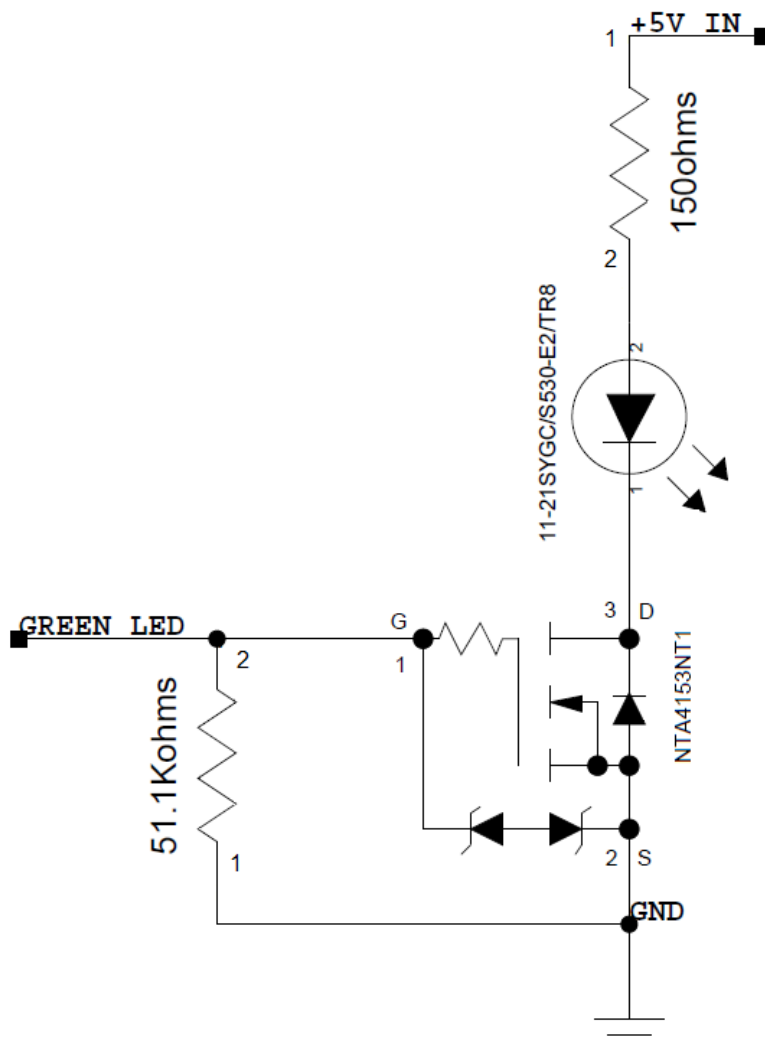 +5V IN
1
150ohms
2
11-21SYGC/S530-E2/TR8
2
1
GREEN LED
2
51.1Kohms
1
G
1
3 D
NTA4153NT1
2 S
GND